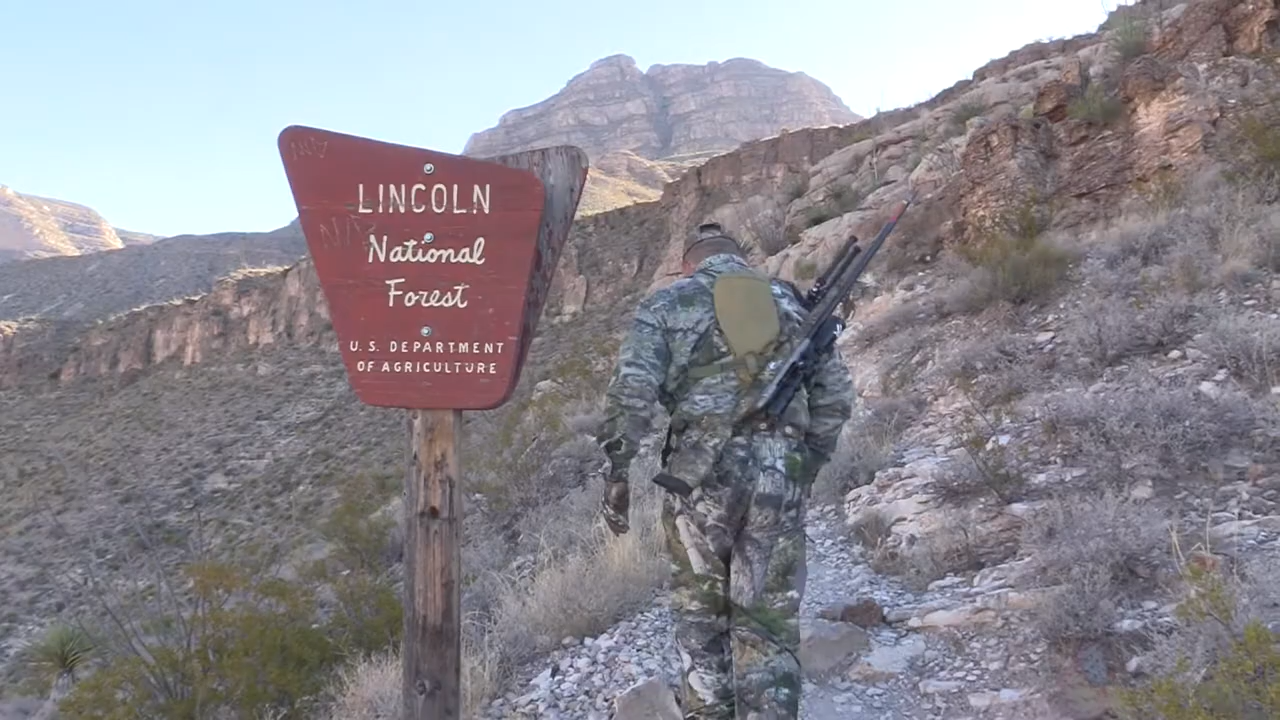 LINCOLN
National
Forest
U.S. DEPARTMENT
OF AGRICULTURE